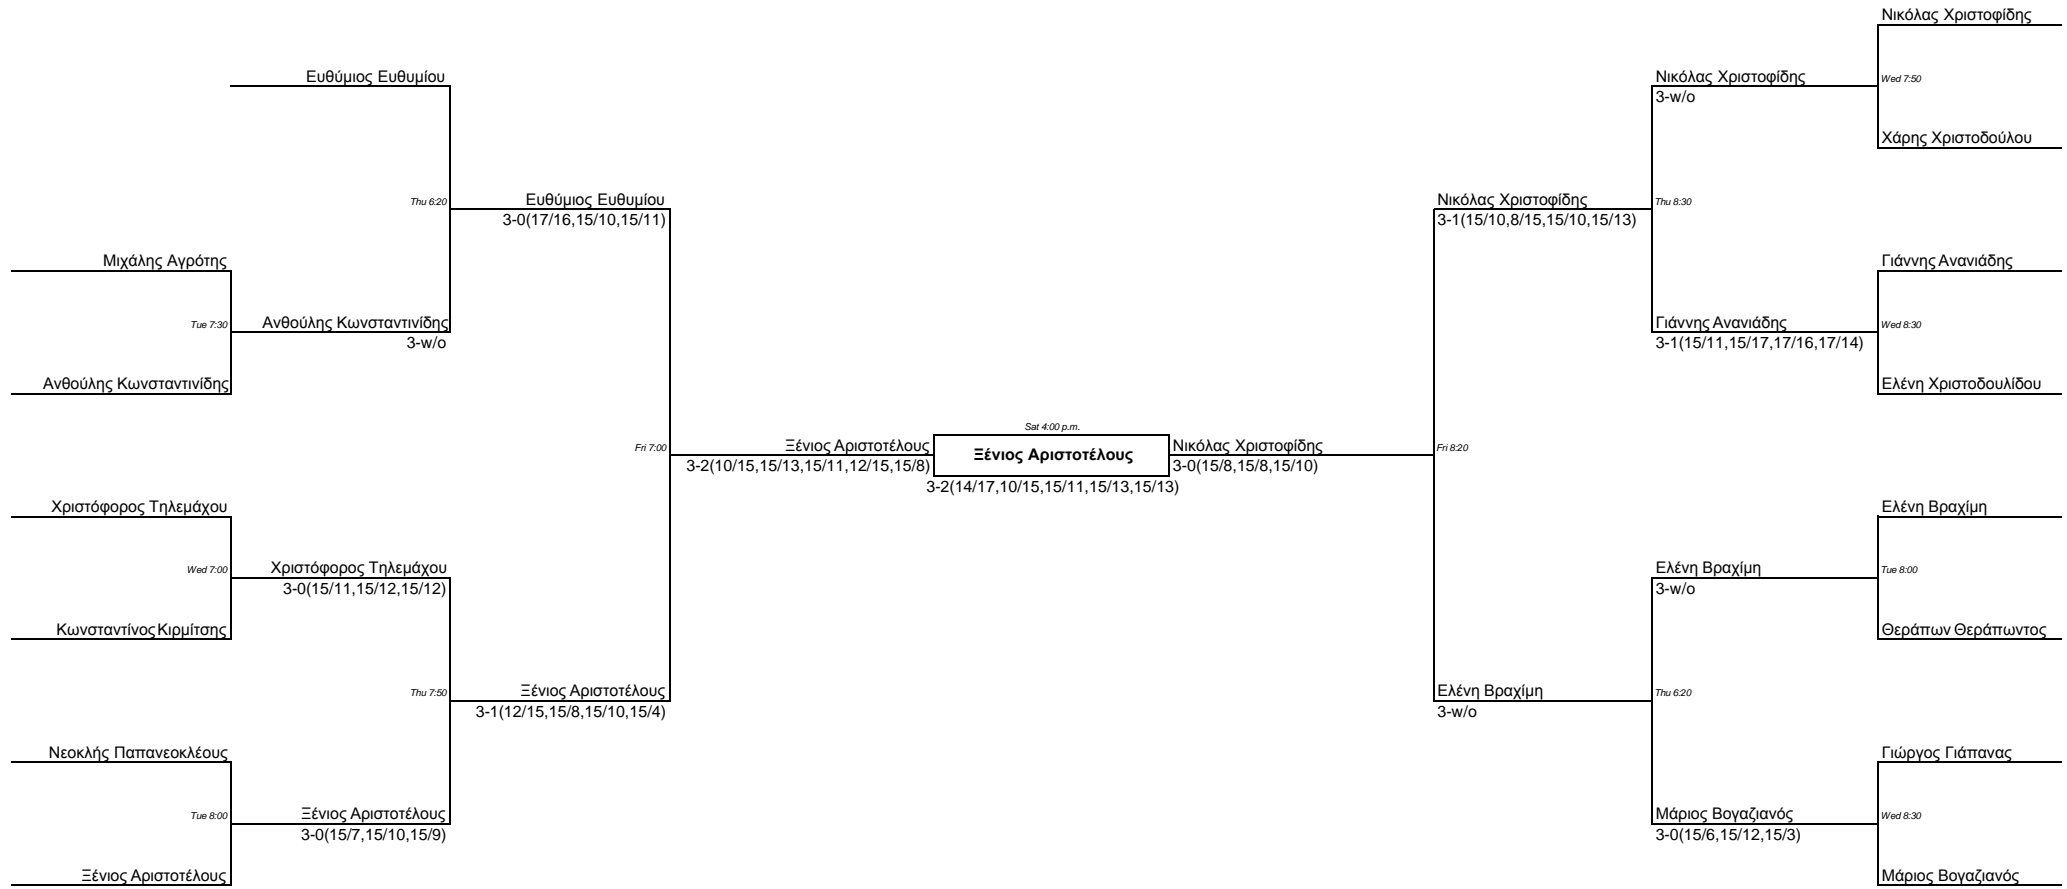 Νικόλας Χριστοφίδης
Ευθύμιος Ευθυμίου
Νικόλας Χριστοφίδης
Wed 7:50
3-w/o
Χάρης Χριστοδούλου
Thu 6:20
Ευθύμιος Ευθυμίου
Νικόλας Χριστοφίδης
Thu 8:30
3-0(17/16,15/10,15/11)
3-1(15/10,8/15,15/10,15/13)
Μιχάλης Αγρότης
Γιάννης Ανανιάδης
Tue 7:30
Ανθούλης Κωνσταντινίδης
Γιάννης Ανανιάδης
Wed 8:30
3-w/o
3-1(15/11,15/17,17/16,17/14)
Ανθούλης Κωνσταντινίδης
Ελένη Χριστοδουλίδου
Sat 4:00 p.m.
Fri 7:00
Ξένιος Αριστοτέλους
Ξένιος Αριστοτέλους
Νικόλας Χριστοφίδης
Fri 8:20
3-2(10/15,15/13,15/11,12/15,15/8)
3-0(15/8,15/8,15/10)
3-2(14/17,10/15,15/11,15/13,15/13)
Χριστόφορος Τηλεμάχου
Ελένη Βραχίμη
Wed 7:00
Χριστόφορος Τηλεμάχου
Ελένη Βραχίμη
Tue 8:00
3-0(15/11,15/12,15/12)
3-w/o
Κωνσταντίνος Κιρμίτσης
Θεράπων Θεράπωντος
Thu 7:50
Ξένιος Αριστοτέλους
Ελένη Βραχίμη
Thu 6:20
3-1(12/15,15/8,15/10,15/4)
3-w/o
Νεοκλής Παπανεοκλέους
Γιώργος Γιάπανας
Tue 8:00
Ξένιος Αριστοτέλους
Μάριος Βογαζιανός
Wed 8:30
3-0(15/7,15/10,15/9)
3-0(15/6,15/12,15/3)
Ξένιος Αριστοτέλους
Μάριος Βογαζιανός